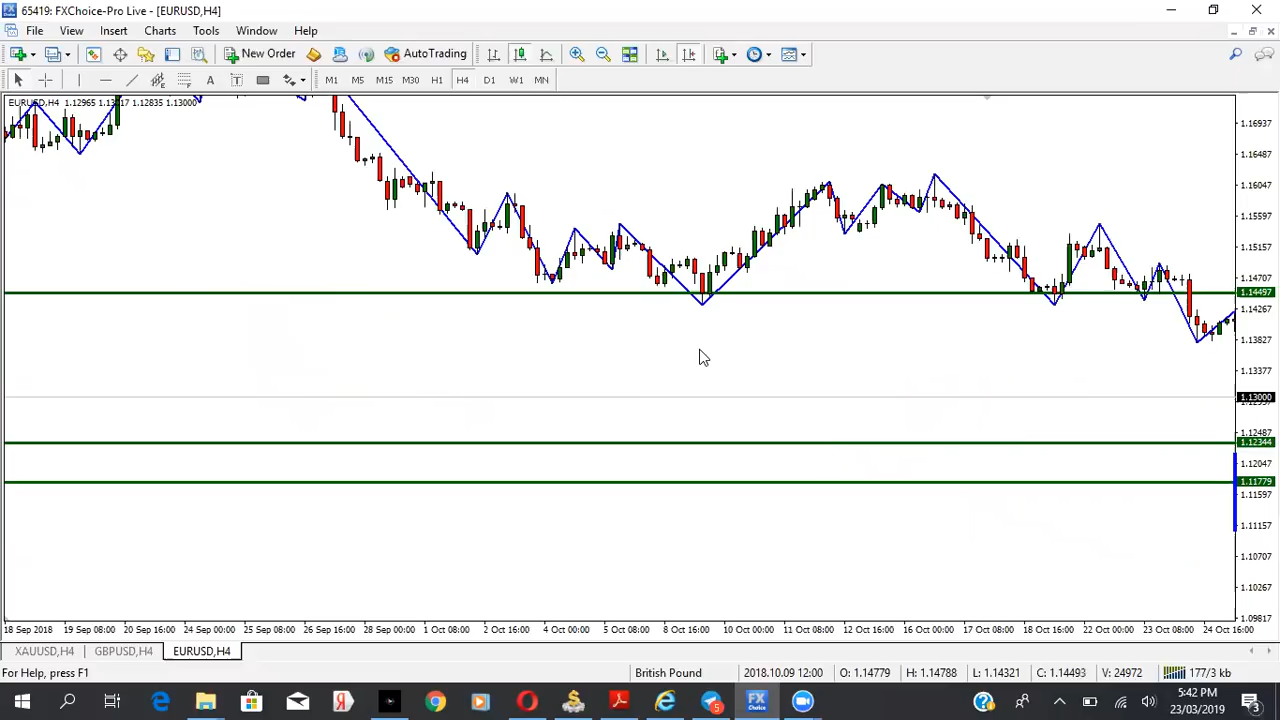 65419: FXChoice-Pro Live - [EURUSD,H4]
File View Insert Charts Tools Window Help
New Order AutoTrading
A T M1 M5 M15 M30 H1 H4 D1 W1 MN
EURUSD,H4 1.12965 1.13 17 1.12835 1.13000
1.16937
1.16487
1.16047
1.15597
1.15157
1.14707
1.14497
1.14267
1.13827
1.13377
1.13000
1.12487
1.12344
1.12047
1.11779
1.11597
1.11157
1.10707
1.10267
1.09817
18 Sep 2018 19 Sep 08:00 20 Sep 16:00 24 Sep 00:00 25 Sep 08:00 26 Sep 16:00 28 Sep 00:00 1 Oct 08:00 2 Oct 16:00 4 Oct 00:00 5 Oct 08:00 8 Oct 16:00 10 Oct 00:00 11 Oct 08:00 12 Oct 16:00 16 Oct 00:00 17 Oct 08:00 18 Oct 16:00 22 Oct 00:00 23 Oct 08:00 24 Oct 16:00
XAUUSD,H4 GBPUSD,H4 EURUSD,H4
For Help, press F1 British Pound 2018.10.09 12:00 O: 1.14779 H: 1.14788 L: 1.14321 C: 1.14493 V: 24972 177/3 kb
5:42 PM
23/03/2019
FX
Choice
5
3